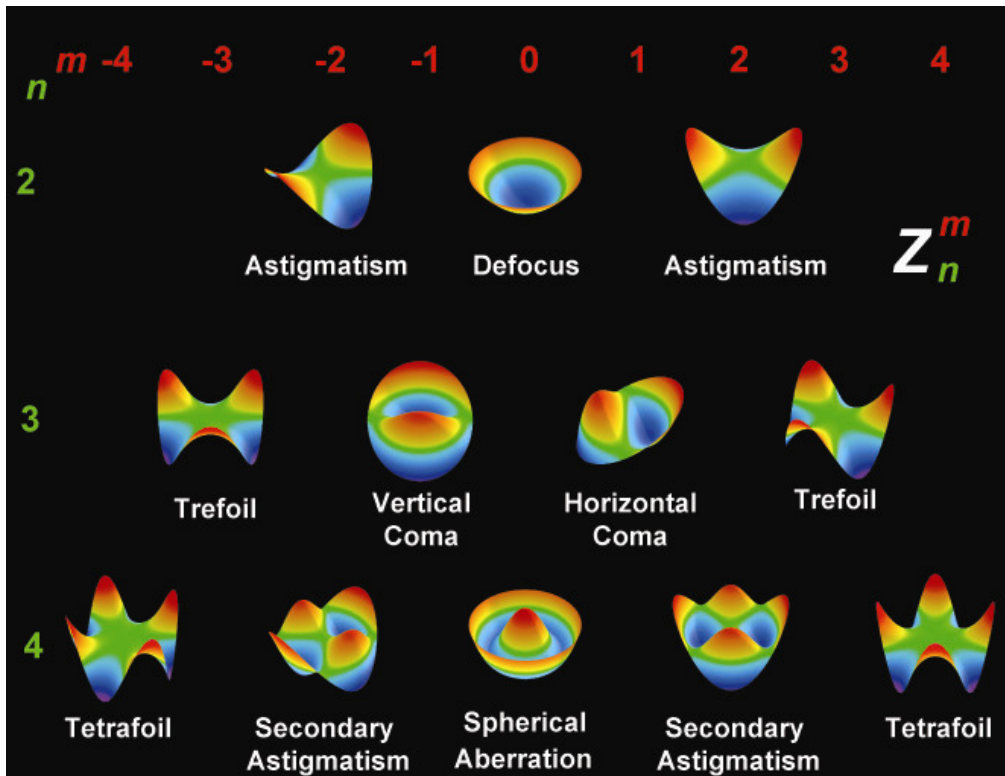 m -4 -3 -2 -1 0 1 2 3 4
n
2
Astigmatism Defocus Astigmatism
Z m n
3
Trefoil Vertical Coma Horizontal Coma Trefoil
4
Tetrafoil Secondary Astigmatism Spherical Aberration Secondary Astigmatism Tetrafoil